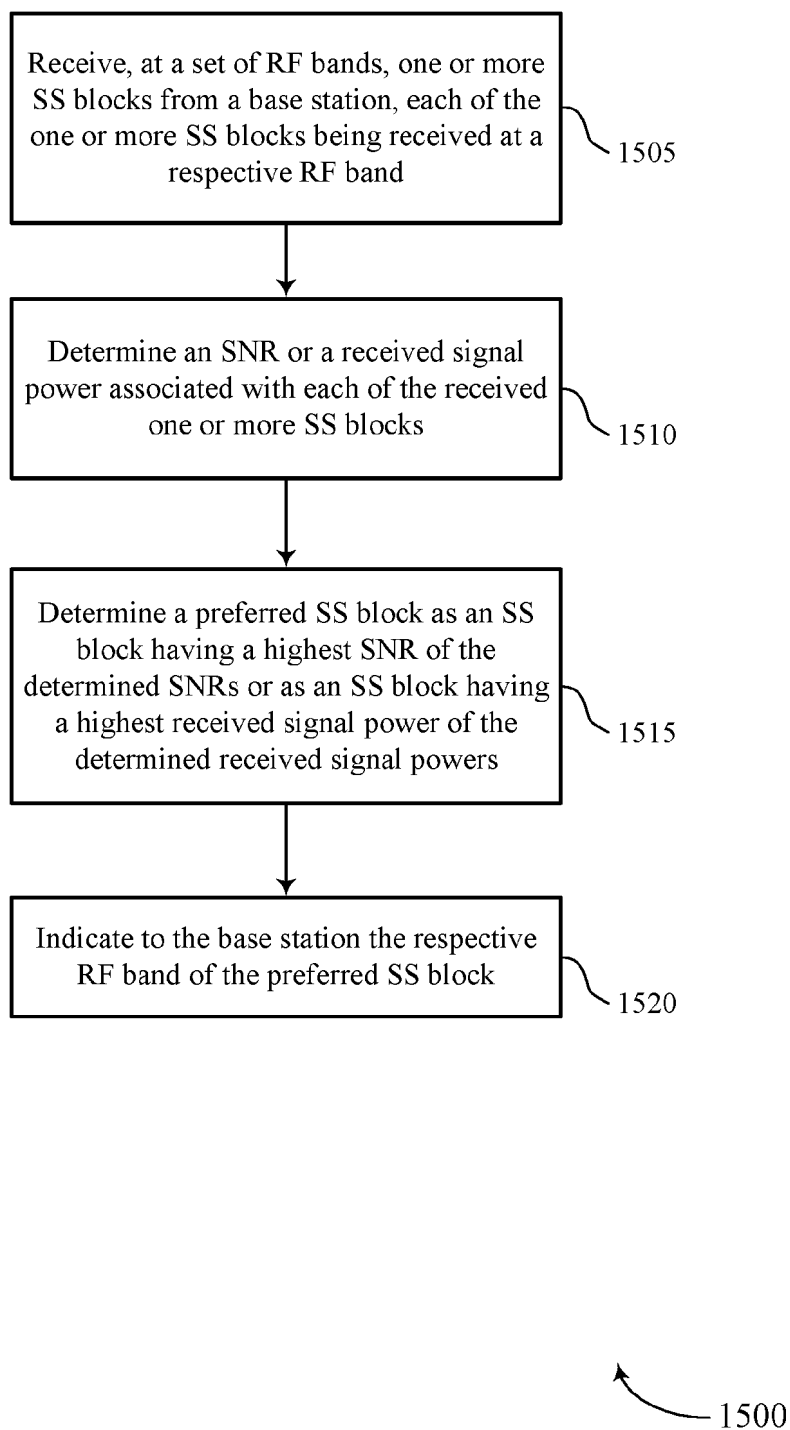 Receive, at a set of RF bands, one or more
SS blocks from a base station, each of the
one or more SS blocks being received at a
respective RF band
1505
Determine an SNR or a received signal
power associated with each of the received
one or more SS blocks
1510
Determine a preferred SS block as an SS
block having a highest SNR of the
determined SNRs or as an SS block having
a highest received signal power of the
determined received signal powers
1515
Indicate to the base station the respective
RF band of the preferred SS block
1520
1500